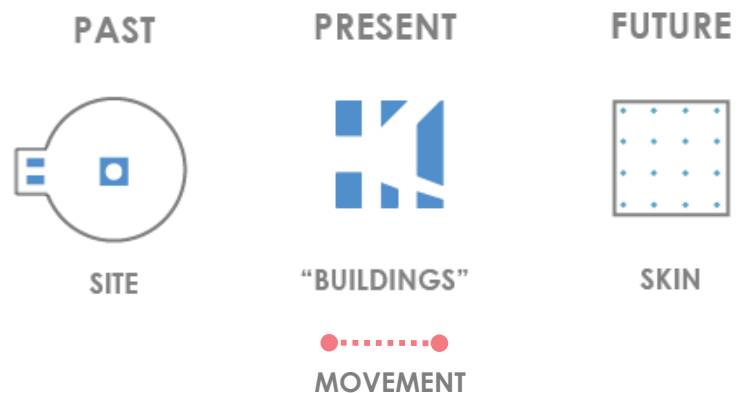 PAST
PRESENT
FUTURE
SITE
“BUILDINGS”
SKIN
MOVEMENT